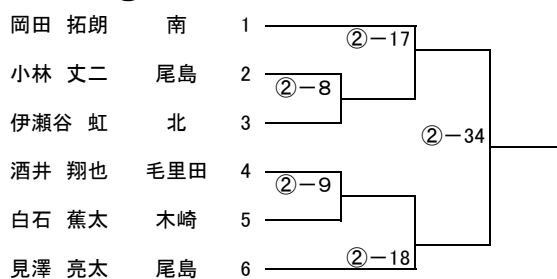 岡田 拓朗 南 1
②－17
小林 丈二 尾島 2
②－8
伊瀬谷 虹 北 3
②－34
酒井 翔也 毛里田 4
②－9
白石 蕉太 木崎 5
②－18
見澤 亮太 尾島 6